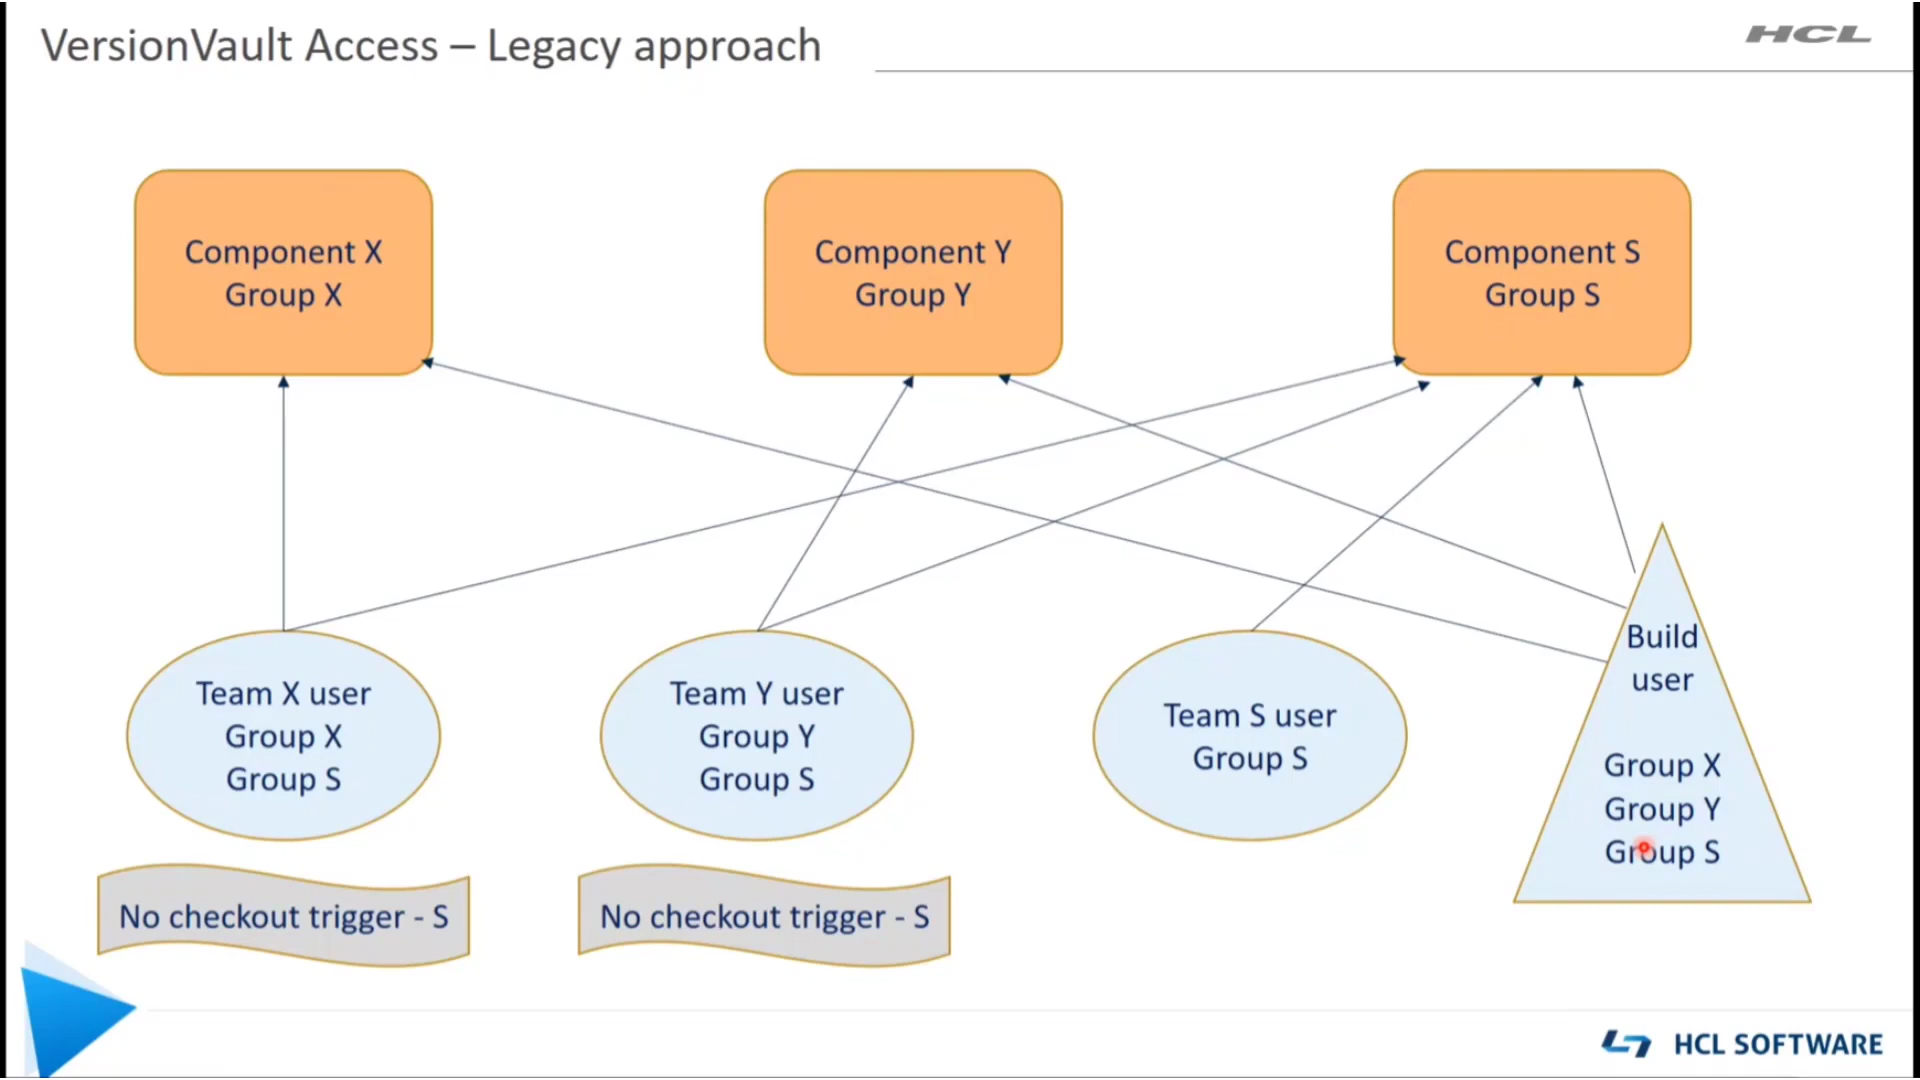 VersionVault Access – Legacy approach
HCL
Component X
Group X
Component Y
Group Y
Component S
Group S
Team X user
Group X
Group S
Team Y user
Group Y
Group S
Team S user
Group S
Build
user
Group X
Group Y
Group S
No checkout trigger - S
No checkout trigger - S
HCL SOFTWARE